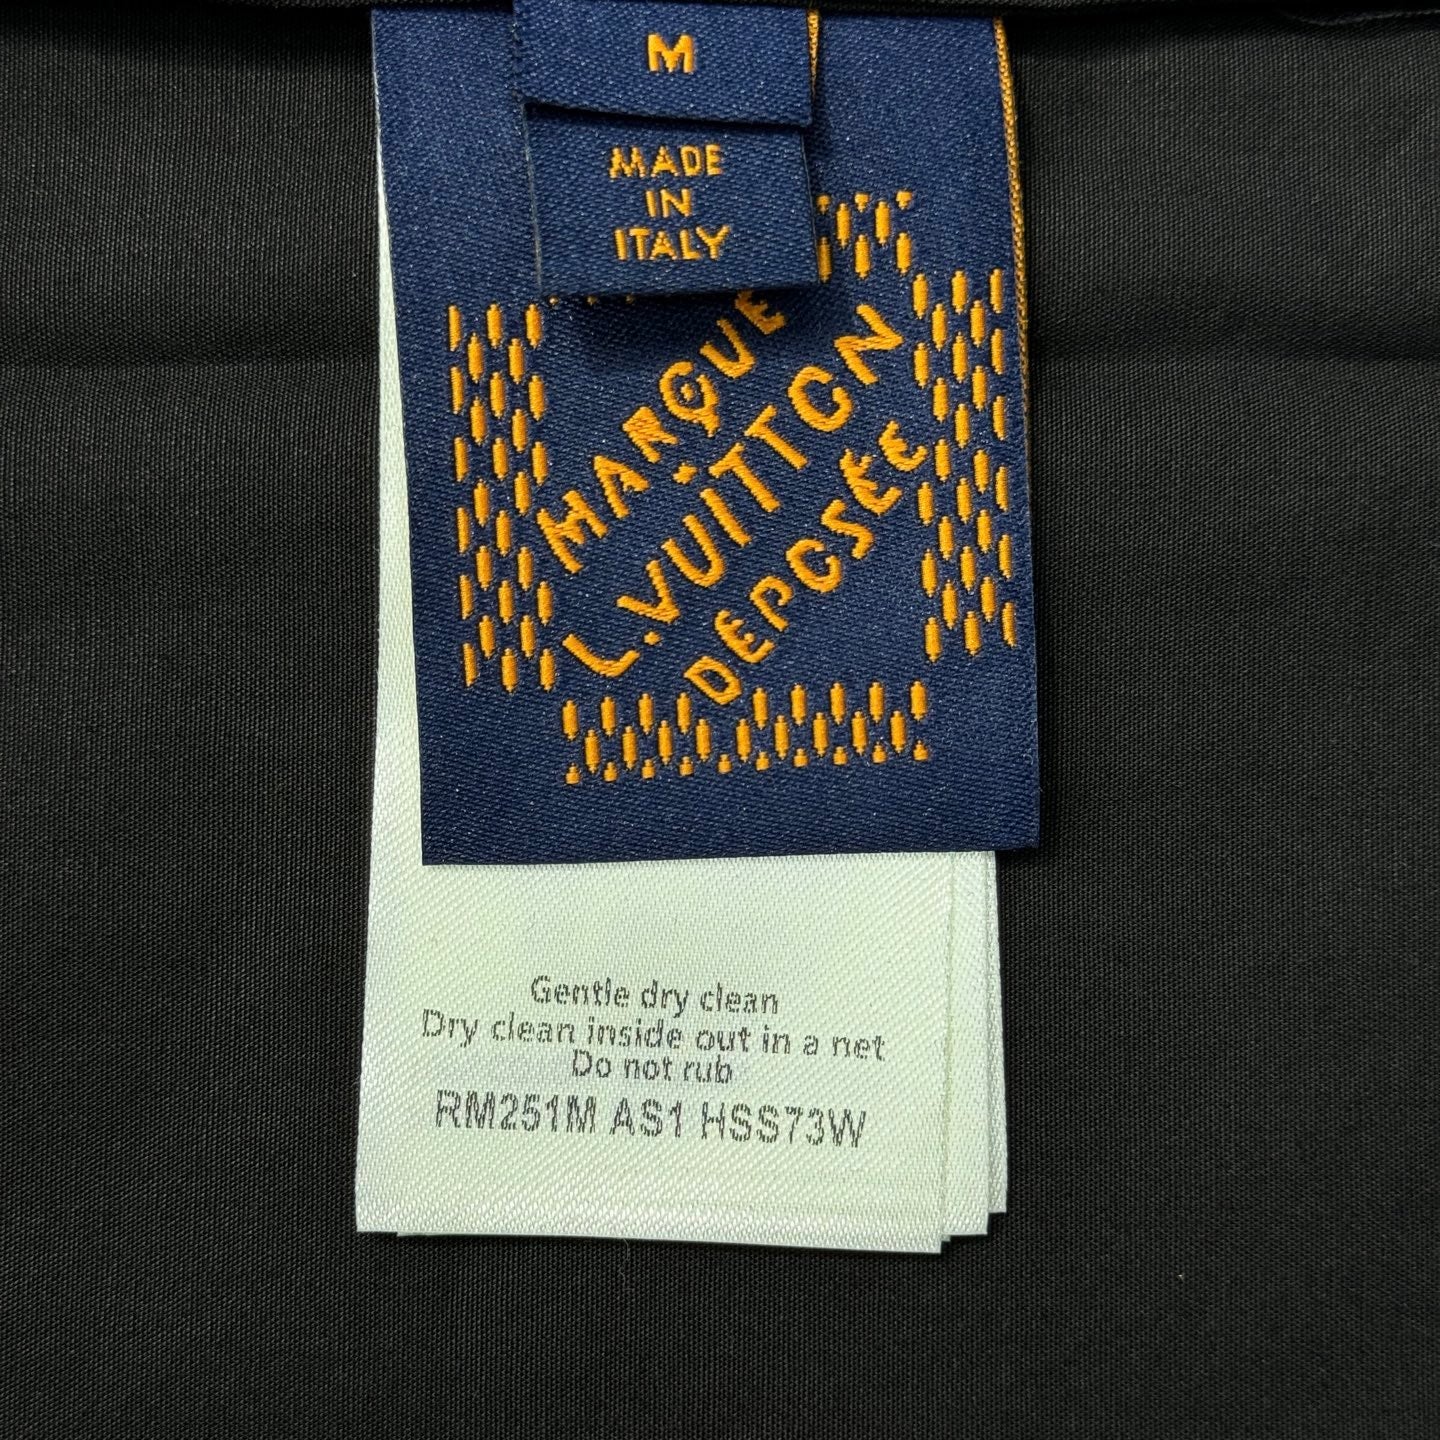 M
MADE
IN
ITALY
MARQUE
L.VUITTON
DEPOSÉE
Gentle dry clean
Dry clean inside out in a net
Do not rub
RM251M AS1 HSS73W